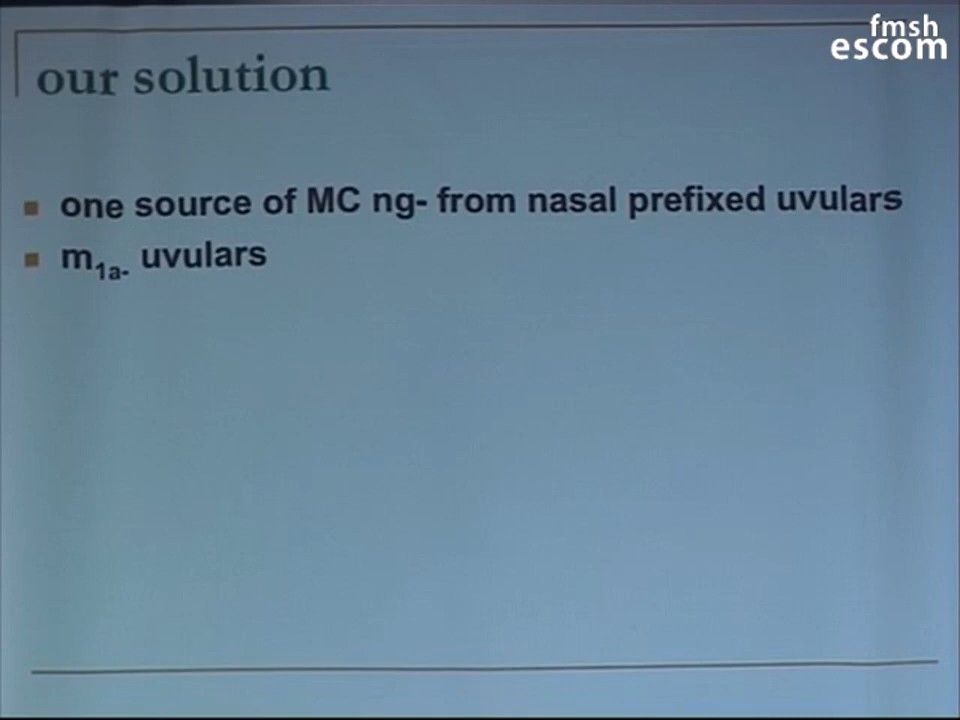 fmsh
escom
our solution
one source of MC ng- from nasal prefixed uvulars
m1a- uvulars